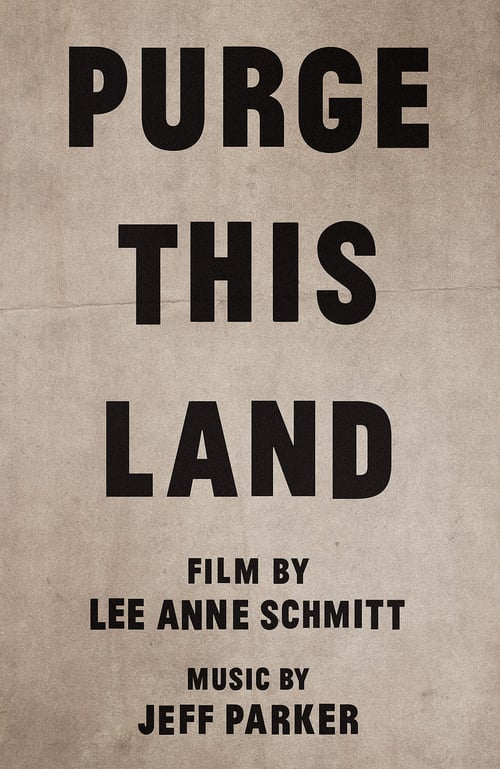 PURGE
THIS
LAND
FILM BY
LEE ANNE SCHMITT
MUSIC BY
JEFF PARKER